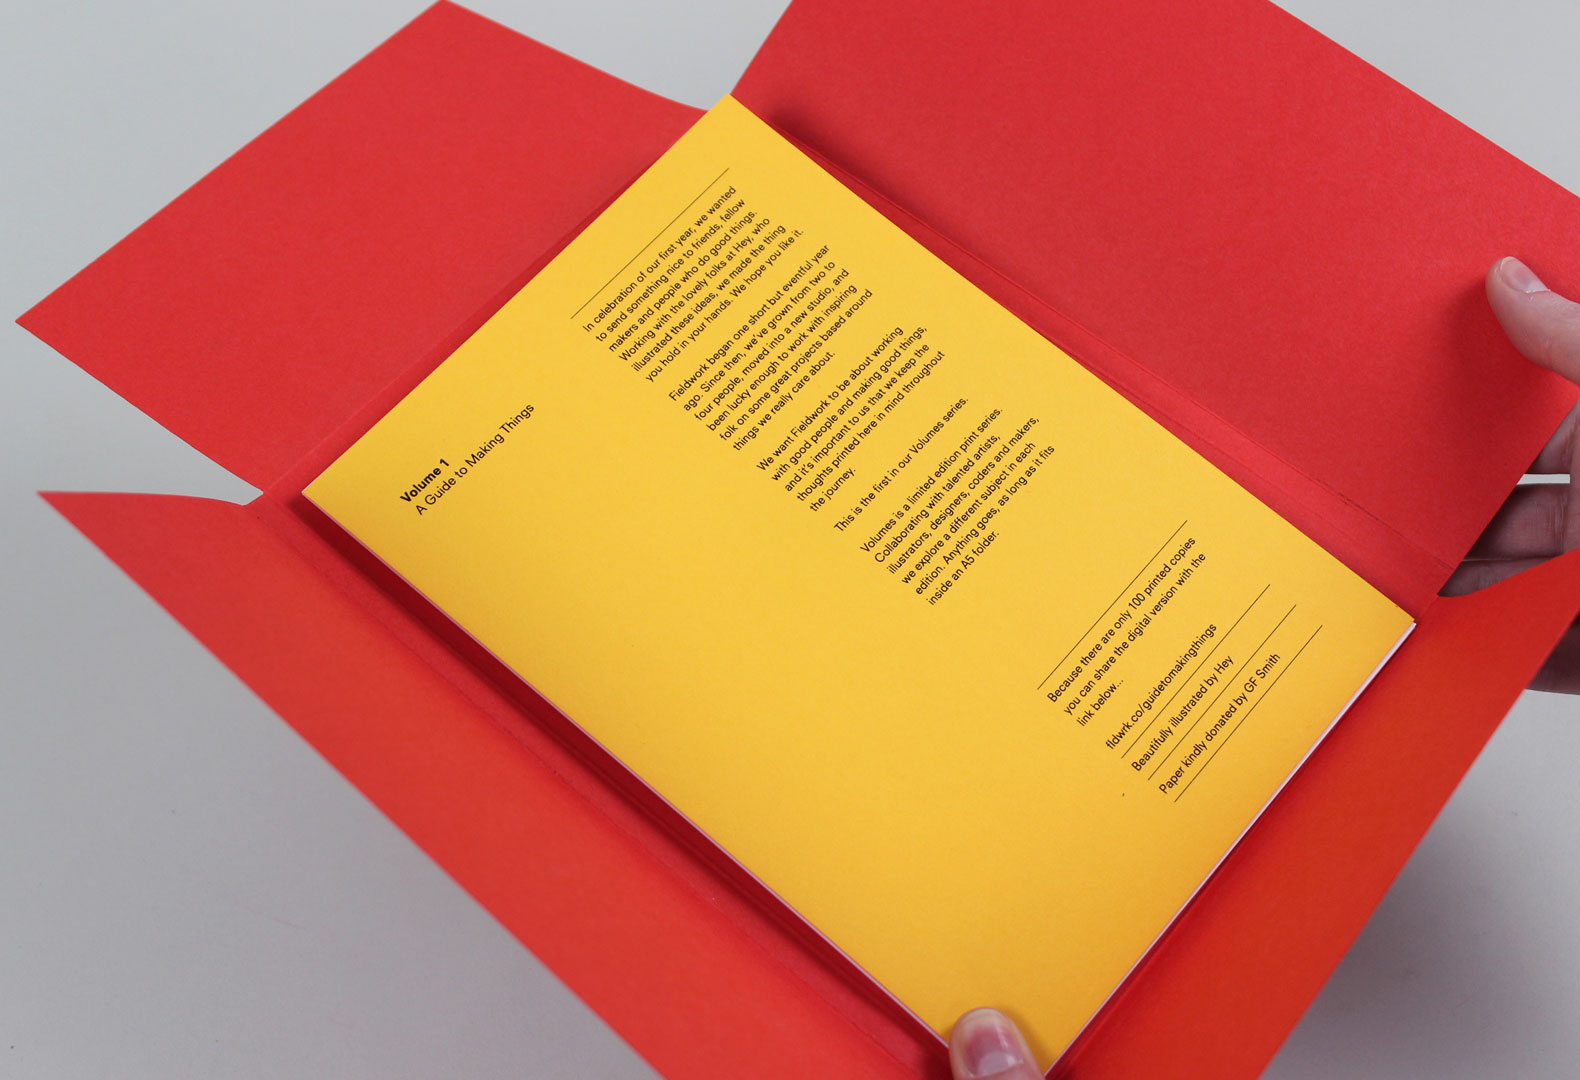 Volume 1
A Guide to Making Things
In celebration of our first year, we wanted
to send something nice to friends, fellow
makers and people who do good things.
Working with the lovely folks at Hey, who
illustrated these ideas, we made the thing
you hold in your hands. We hope you like it.
Fieldwork began one short but eventful year
ago. Since then, we've grown from two to
four people, moved into a new studio, and
been lucky enough to work with inspiring
folk on some great projects based around
things we really care about.
We want Fieldwork to be about working
with good people and making good things,
and it's important to us that we keep the
thoughts printed here in mind throughout
the journey.
This is the first in our Volumes series.
Volumes is a limited edition print series.
Collaborating with talented artists,
illustrators, designers, coders and makers,
we explore a different subject in each
edition. Anything goes, as long as it fits
inside an A5 folder.
Because there are only 100 printed copies
you can share the digital version with the
link below...
fldwrk.co/guidetomakingthings
Beautifully illustrated by Hey
Paper kindly donated by GF Smith